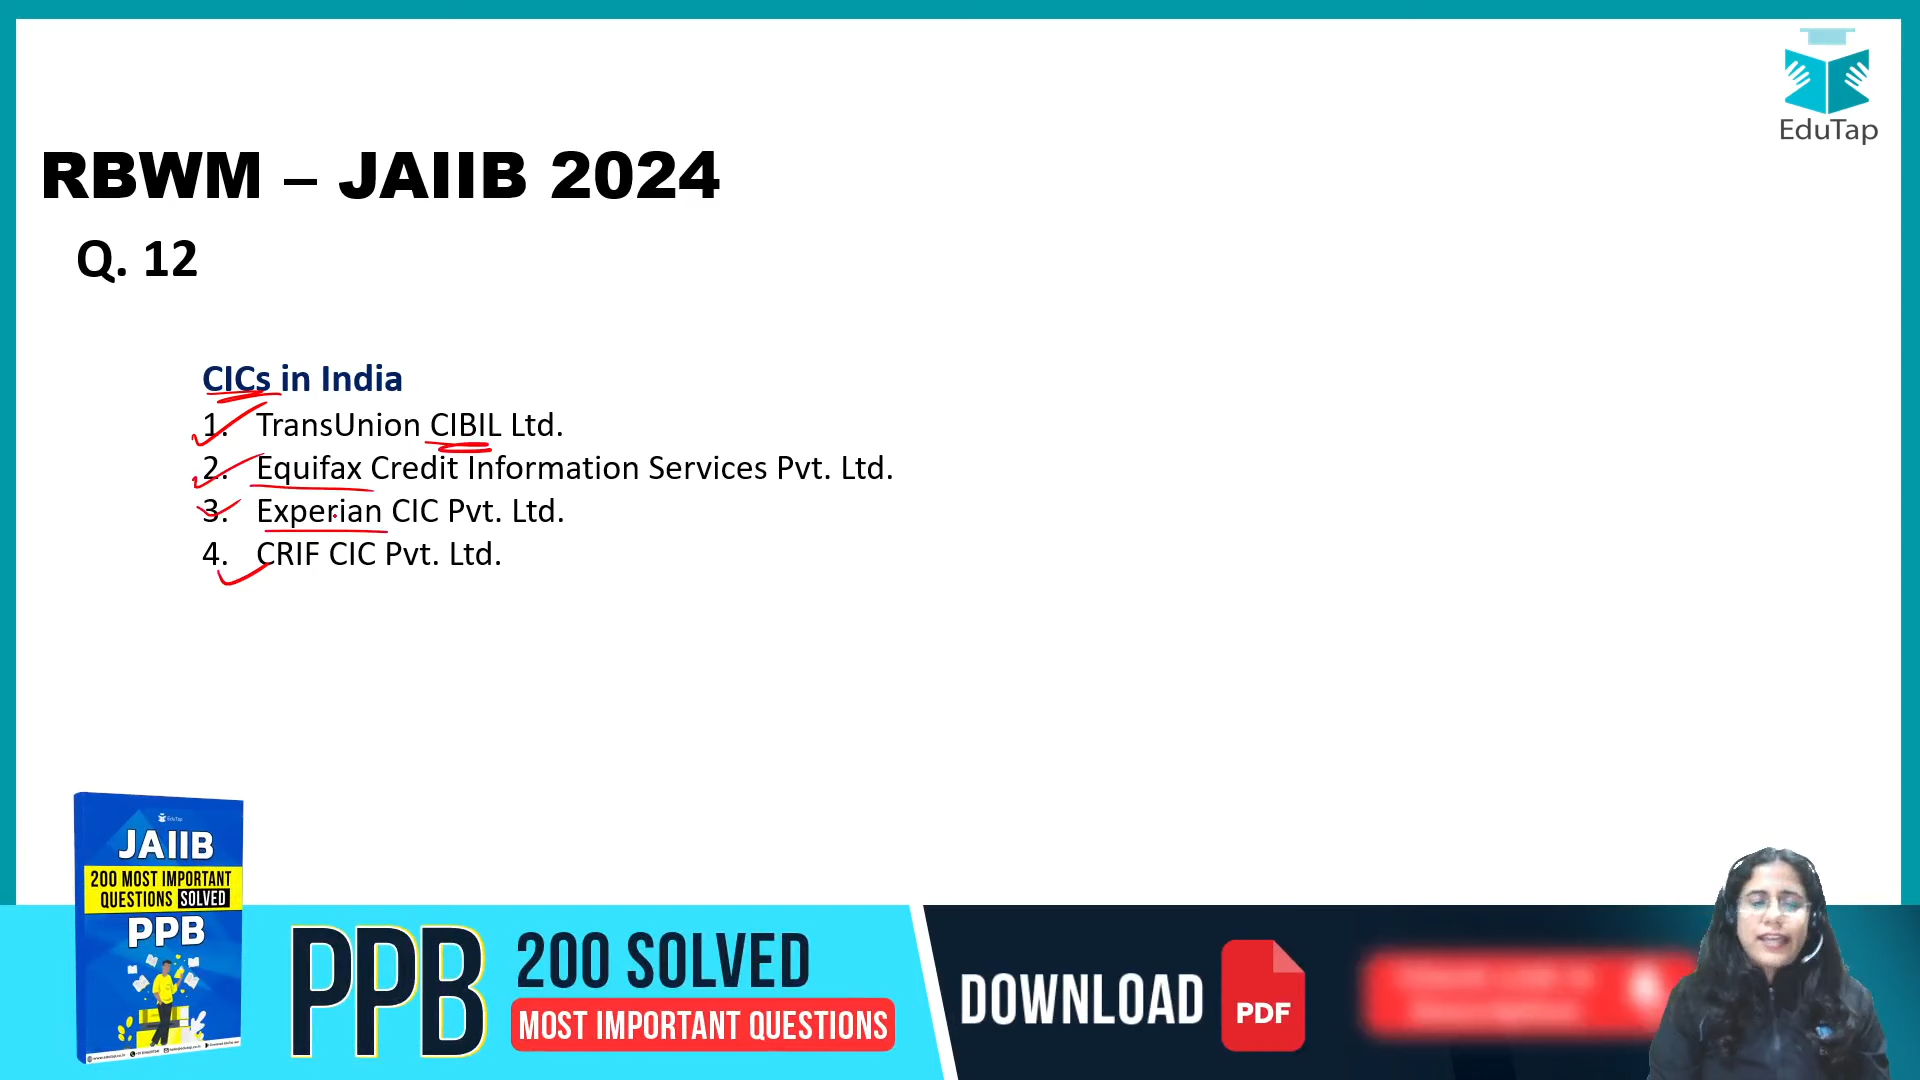 EduTap
RBWM – JAIIB 2024
Q. 12
CICs in India
1. TransUnion CIBIL Ltd.
2. Equifax Credit Information Services Pvt. Ltd.
3. Experian CIC Pvt. Ltd.
4. CRIF CIC Pvt. Ltd.
EduTap
JAIIB
200 MOST IMPORTANT
QUESTIONS SOLVED
PPB
PPB
200 SOLVED
MOST IMPORTANT QUESTIONS
DOWNLOAD
PDF